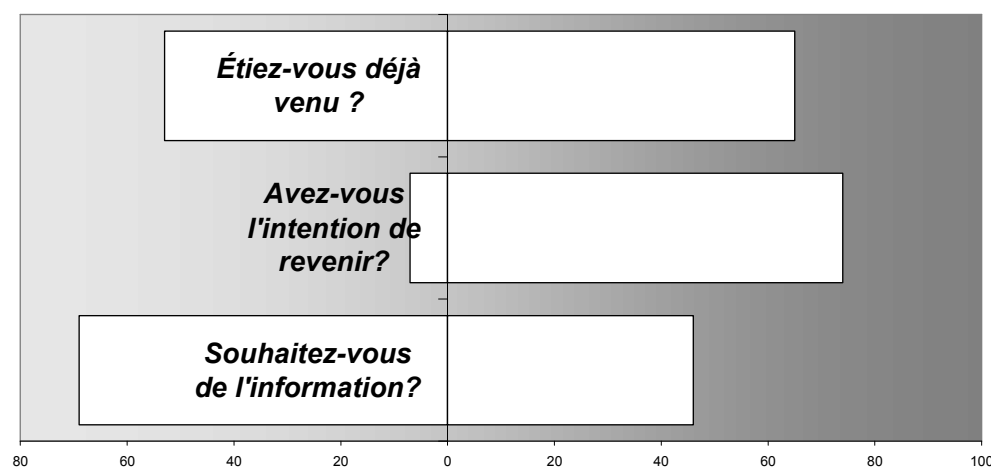 Étiez-vous déjà
venu ?
Avez-vous
l'intention de
revenir?
Souhaitez-vous
de l'information?
80 60 40 20 0 20 40 60 80 100